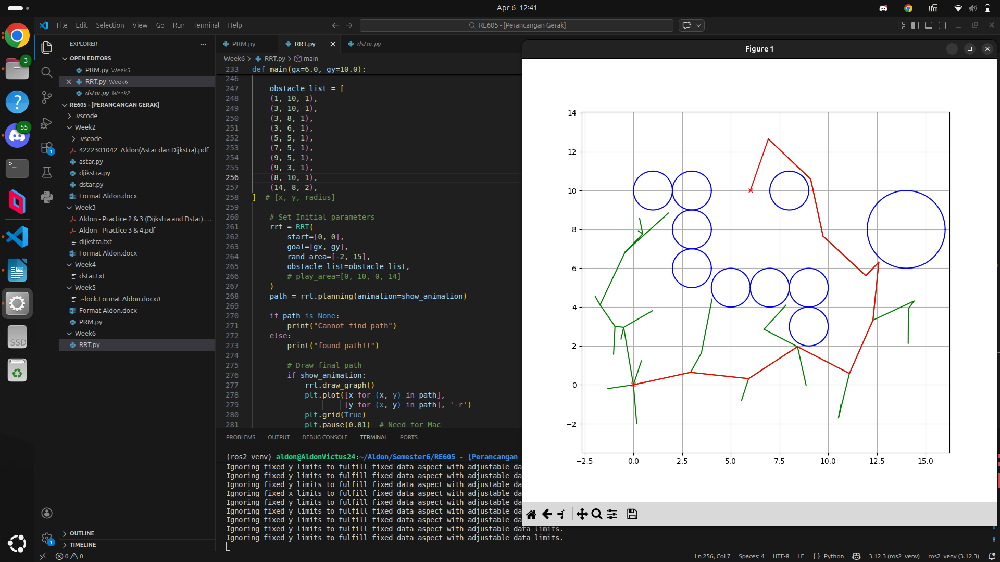 Apr 6 12:41
File Edit Selection View Go Run Terminal Help
RE605 - [Perancangan Gerak]
EXPLORER
OPEN EDITORS
PRM.py Week5
RRT.py Week6
dstar.py Week2
RE605 - [PERANCANGAN GERAK]
.vscode
Week2
.vscode
4222301042_Aldon(Astar dan Dijkstra).pdf
astar.py
djikstra.py
dstar.py
Format Aldon.docx
Week3
Aldon - Practice 2 & 3 (Dijkstra and Dstar)....
Aldon - Practice 3 & 4.pdf
dijkstra.txt
Format Aldon.docx
Week4
dstar.txt
Week5
.~lock.Format Aldon.docx#
Format Aldon.docx
PRM.py
Week6
RRT.py
OUTLINE
TIMELINE
3
55
SSD
1
1
PRM.py RRT.py dstar.py
Week6 > RRT.py > main
233 def main(gx=6.0, gy=10.0):
246
247 obstacle_list = [
248 (1, 10, 1),
249 (3, 10, 1),
250 (3, 8, 1),
251 (3, 6, 1),
252 (5, 5, 1),
253 (7, 5, 1),
254 (9, 5, 1),
255 (9, 3, 1),
256 (8, 10, 1),
257 (14, 8, 2),
258 ] # [x, y, radius]
259
260 # Set Initial parameters
261 rrt = RRT(
262 start=[0, 0],
263 goal=[gx, gy],
264 rand_area=[-2, 15],
265 obstacle_list=obstacle_list,
266 # play_area=[0, 10, 0, 14]
267 )
268 path = rrt.planning(animation=show_animation)
269
270 if path is None:
271 print("Cannot find path")
272 else:
273 print("found path!!")
274
275 # Draw final path
276 if show_animation:
277 rrt.draw_graph()
278 plt.plot([x for (x, y) in path],
279 [y for (x, y) in path], '-r')
280 plt.grid(True)
281 plt.pause(0.01) # Need for Mac
PROBLEMS OUTPUT DEBUG CONSOLE TERMINAL PORTS
(ros2 venv) aldon@AldonVictus24:~/Aldon/Semester6/RE605 - [Perancangan
Ignoring fixed y limits to fulfill fixed data aspect with adjustable da
Ignoring fixed y limits to fulfill fixed data aspect with adjustable da
Ignoring fixed y limits to fulfill fixed data aspect with adjustable da
Ignoring fixed x limits to fulfill fixed data aspect with adjustable da
Ignoring fixed y limits to fulfill fixed data aspect with adjustable da
Ignoring fixed y limits to fulfill fixed data aspect with adjustable da
Ignoring fixed y limits to fulfill fixed data aspect with adjustable da
Ignoring fixed y limits to fulfill fixed data aspect with adjustable data limits.
Ignoring fixed y limits to fulfill fixed data aspect with adjustable data limits.
Figure 1
14
12
10
8
6
4
2
0
−2
−2.5 0.0 2.5 5.0 7.5 10.0 12.5 15.0
0 0
Ln 256, Col 7 Spaces: 4 UTF-8 LF { } Python 3.12.3 (ros2_venv) ros2_venv (3.12.3)